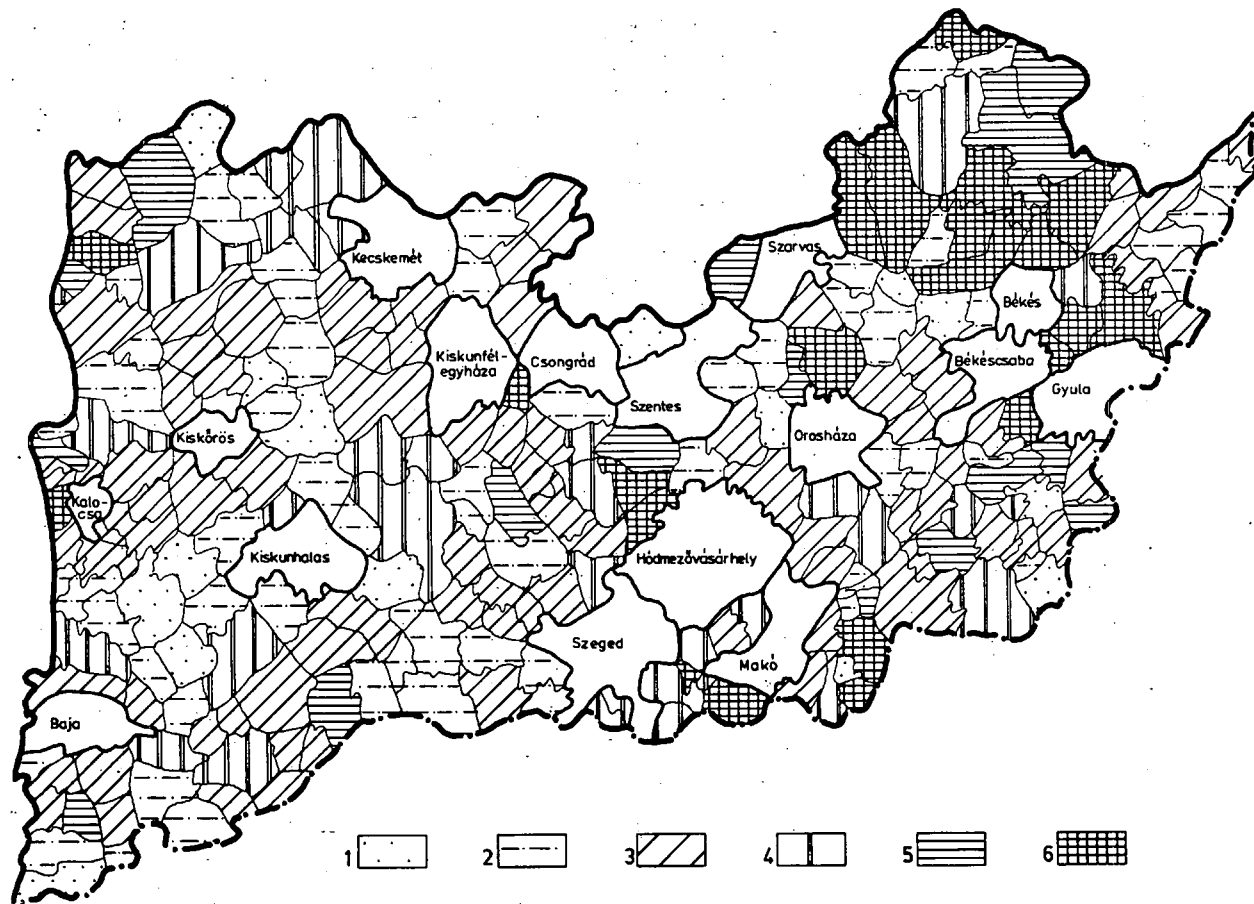 Kecskemét
Szarvas
Békés
Kiskunfél-
egyháza
Csongrád
Békéscsaba
Gyula
Szentes
Kiskőrös
Orosháza
Kalo-
csa
Kiskunhalas
Hódmezővásárhely
Szeged
Makó
Baja
1 2 3 4 5 6